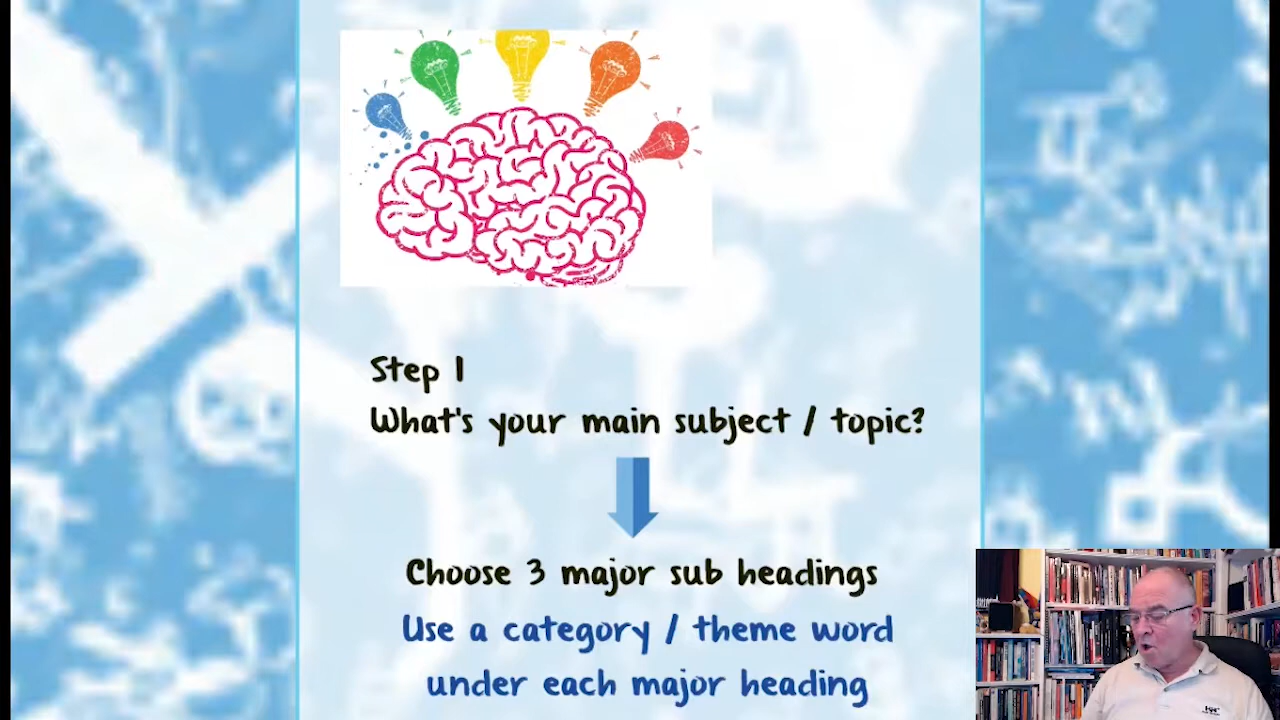 Step 1
What's your main subject / topic?
Choose 3 major sub headings
Use a category / theme word
under each major heading